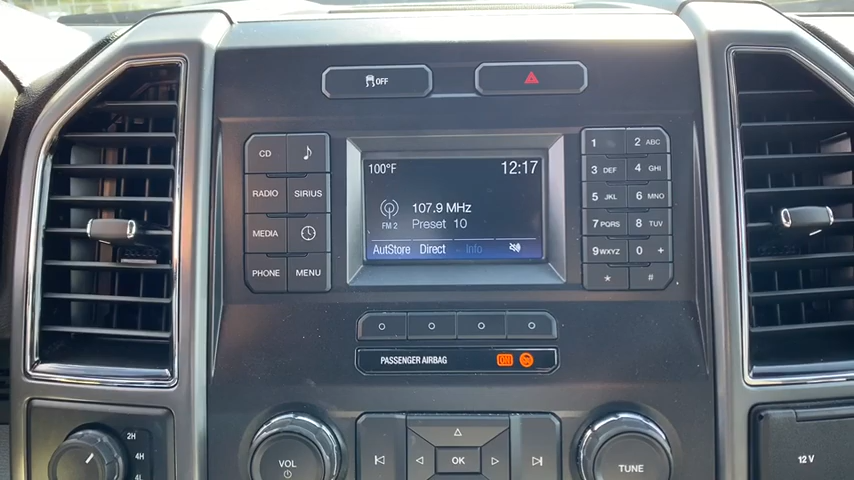 OFF
CD
RADIO SIRIUS
MEDIA
PHONE MENU
100°F 12:17
107.9 MHz
FM 2 Preset 10
AutStore Direct Info
1 2 ABC
3 DEF 4 GHI
5 JKL 6 MNO
7 PQRS 8 TUV
9 WXYZ 0 +
* #
PASSENGER AIRBAG
2H
4H
4L
VOL
OK
TUNE
12 V